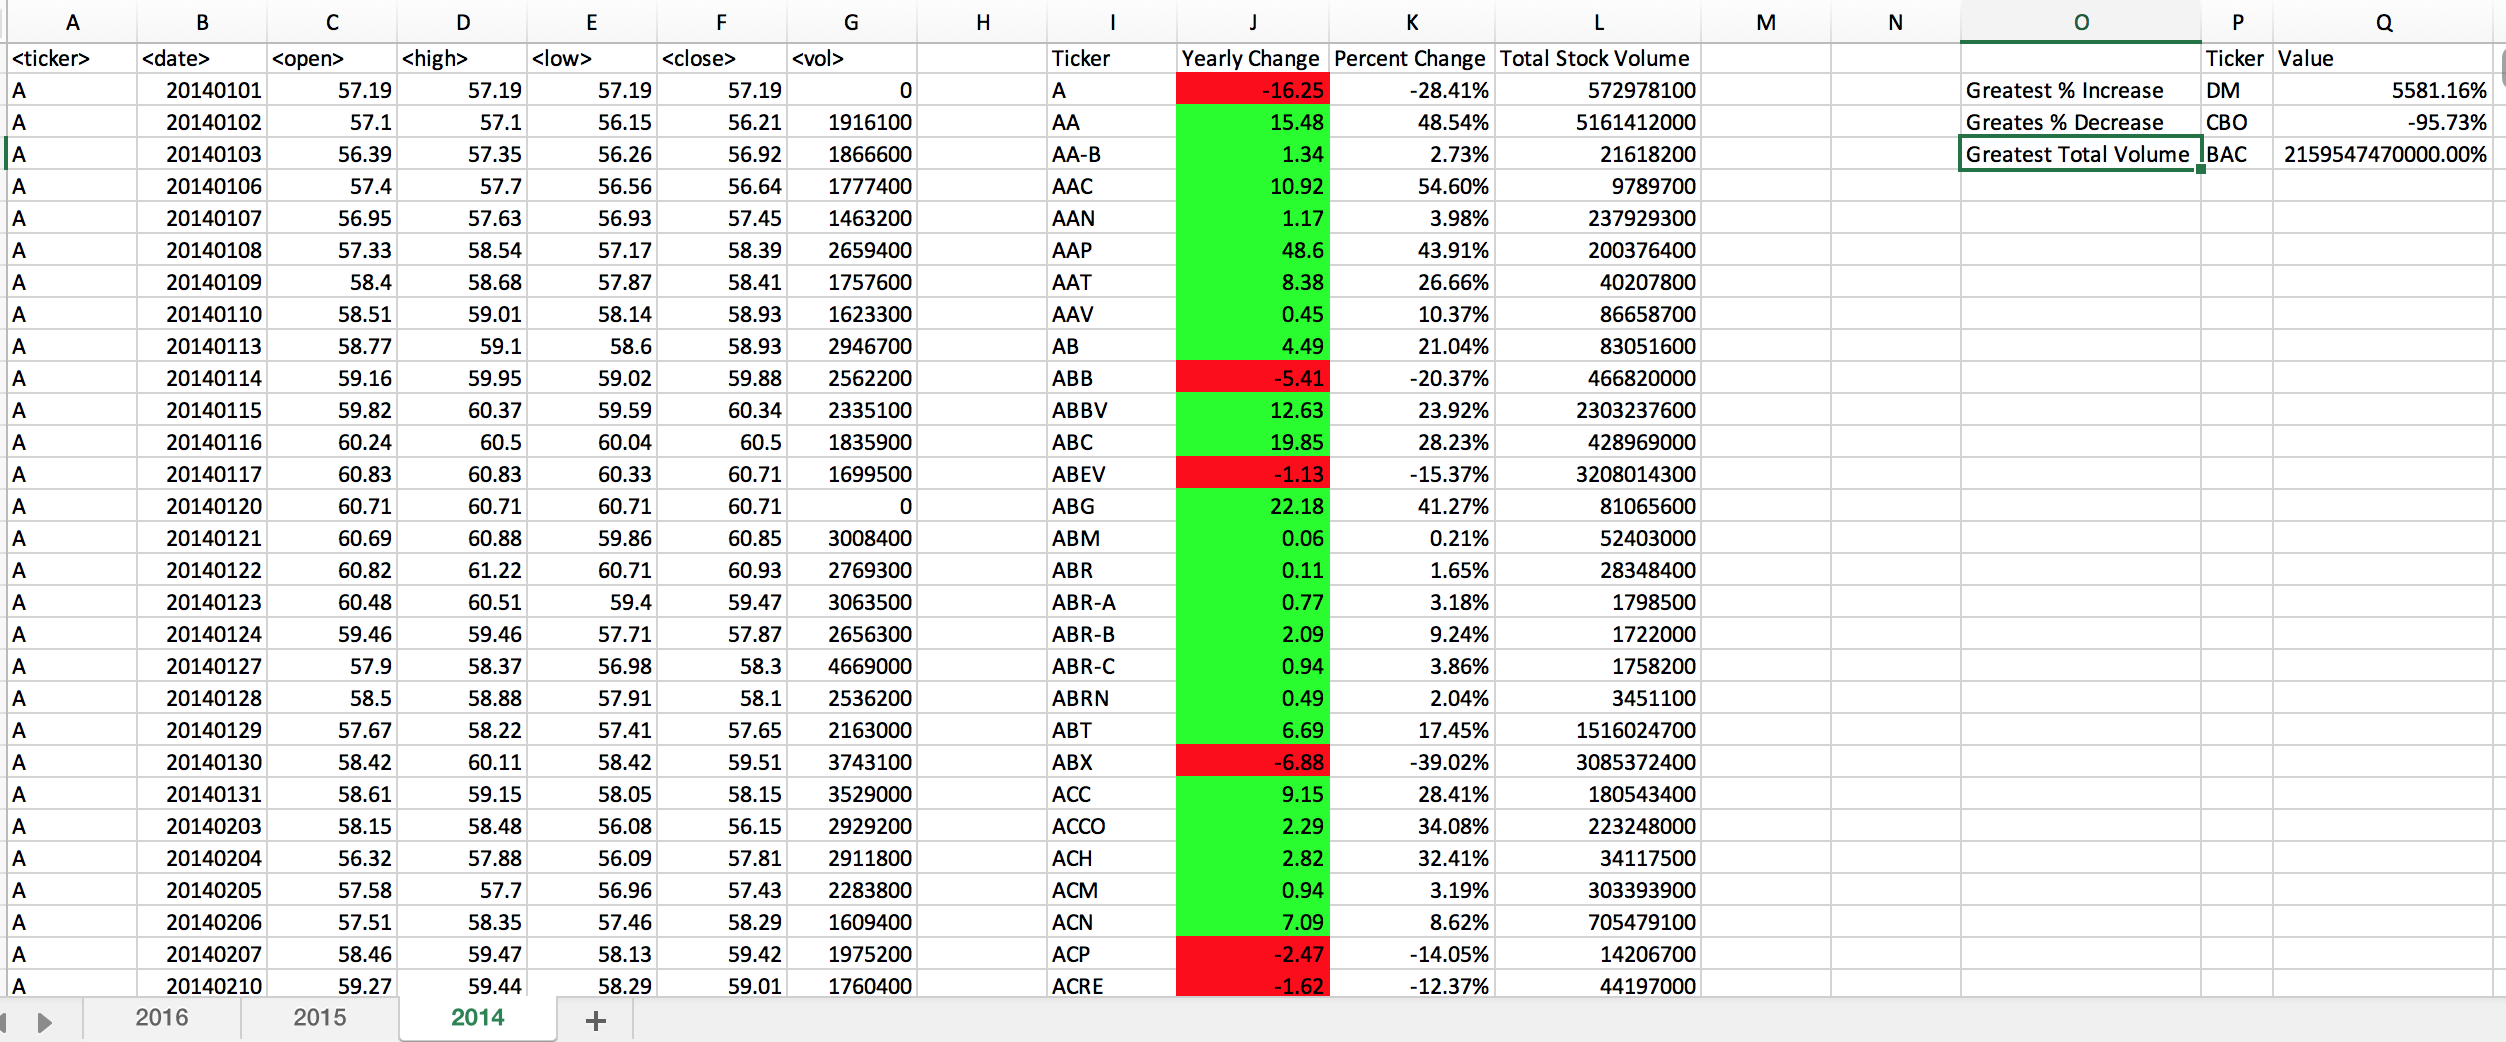 A B C D E F G H I J K L M N O P Q
<ticker> <date> <open> <high> <low> <close> <vol> Ticker Yearly Change Percent Change Total Stock Volume Ticker Value
A 20140101 57.19 57.19 57.19 57.19 0 A -16.25 -28.41% 572978100 Greatest % Increase DM 5581.16%
A 20140102 57.1 57.1 56.15 56.21 1916100 AA 15.48 48.54% 5161412000 Greates % Decrease CBO -95.73%
A 20140103 56.39 57.35 56.26 56.92 1866600 AA-B 1.34 2.73% 21618200 Greatest Total Volume BAC 2159547470000.00%
A 20140106 57.4 57.7 56.56 56.64 1777400 AAC 10.92 54.60% 9789700
A 20140107 56.95 57.63 56.93 57.45 1463200 AAN 1.17 3.98% 237929300
A 20140108 57.33 58.54 57.17 58.39 2659400 AAP 48.6 43.91% 200376400
A 20140109 58.4 58.68 57.87 58.41 1757600 AAT 8.38 26.66% 40207800
A 20140110 58.51 59.01 58.14 58.93 1623300 AAV 0.45 10.37% 86658700
A 20140113 58.77 59.1 58.6 58.93 2946700 AB 4.49 21.04% 83051600
A 20140114 59.16 59.95 59.02 59.88 2562200 ABB -5.41 -20.37% 466820000
A 20140115 59.82 60.37 59.59 60.34 2335100 ABBV 12.63 23.92% 2303237600
A 20140116 60.24 60.5 60.04 60.5 1835900 ABC 19.85 28.23% 428969000
A 20140117 60.83 60.83 60.33 60.71 1699500 ABEV -1.13 -15.37% 3208014300
A 20140120 60.71 60.71 60.71 60.71 0 ABG 22.18 41.27% 81065600
A 20140121 60.69 60.88 59.86 60.85 3008400 ABM 0.06 0.21% 52403000
A 20140122 60.82 61.22 60.71 60.93 2769300 ABR 0.11 1.65% 28348400
A 20140123 60.48 60.51 59.4 59.47 3063500 ABR-A 0.77 3.18% 1798500
A 20140124 59.46 59.46 57.71 57.87 2656300 ABR-B 2.09 9.24% 1722000
A 20140127 57.9 58.37 56.98 58.3 4669000 ABR-C 0.94 3.86% 1758200
A 20140128 58.5 58.88 57.91 58.1 2536200 ABRN 0.49 2.04% 3451100
A 20140129 57.67 58.22 57.41 57.65 2163000 ABT 6.69 17.45% 1516024700
A 20140130 58.42 60.11 58.42 59.51 3743100 ABX -6.88 -39.02% 3085372400
A 20140131 58.61 59.15 58.05 58.15 3529000 ACC 9.15 28.41% 180543400
A 20140203 58.15 58.48 56.08 56.15 2929200 ACCO 2.29 34.08% 223248000
A 20140204 56.32 57.88 56.09 57.81 2911800 ACH 2.82 32.41% 34117500
A 20140205 57.58 57.7 56.96 57.43 2283800 ACM 0.94 3.19% 303393900
A 20140206 57.51 58.35 57.46 58.29 1609400 ACN 7.09 8.62% 705479100
A 20140207 58.46 59.47 58.13 59.42 1975200 ACP -2.47 -14.05% 14206700
A 20140210 59.27 59.44 58.29 59.01 1760400 ACRE -1.62 -12.37% 44197000
2016 2015 2014 +